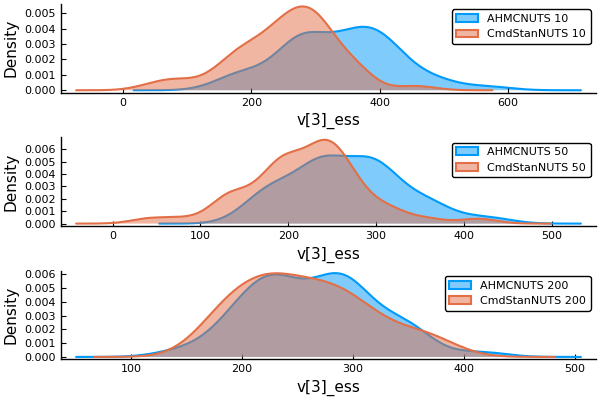 Density
0.005
0.004
0.003
0.002
0.001
0.000
AHMCNUTS 10
CmdStanNUTS 10
0 200 400 600
v[3]_ess
Density
0.006
0.005
0.004
0.003
0.002
0.001
0.000
AHMCNUTS 50
CmdStanNUTS 50
0 100 200 300 400 500
v[3]_ess
Density
0.006
0.005
0.004
0.003
0.002
0.001
0.000
AHMCNUTS 200
CmdStanNUTS 200
100 200 300 400 500
v[3]_ess